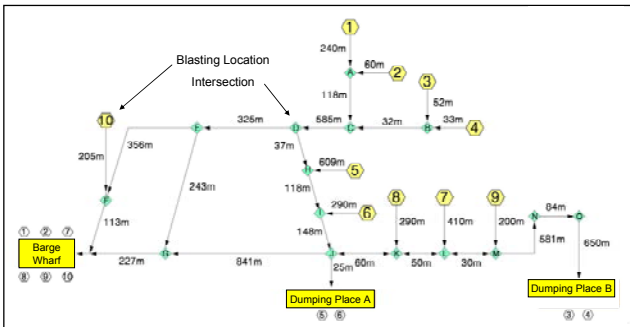 1
240m
60m
2
Blasting Location
A
3
Intersection
118m
52m
10
325m
D
585m
C
32m
B
33m
4
356m
37m
205m
H
609m
5
243m
118m
F
I
290m
6
8
7
9
84m
113m
148m
290m
410m
200m
N
O
1 2 7
581m
650m
Barge
Wharf
227m
G
841m
J
60m
K
50m
L
30m
M
25m
8 9 10
Dumping Place A
Dumping Place B
5 6
3 4